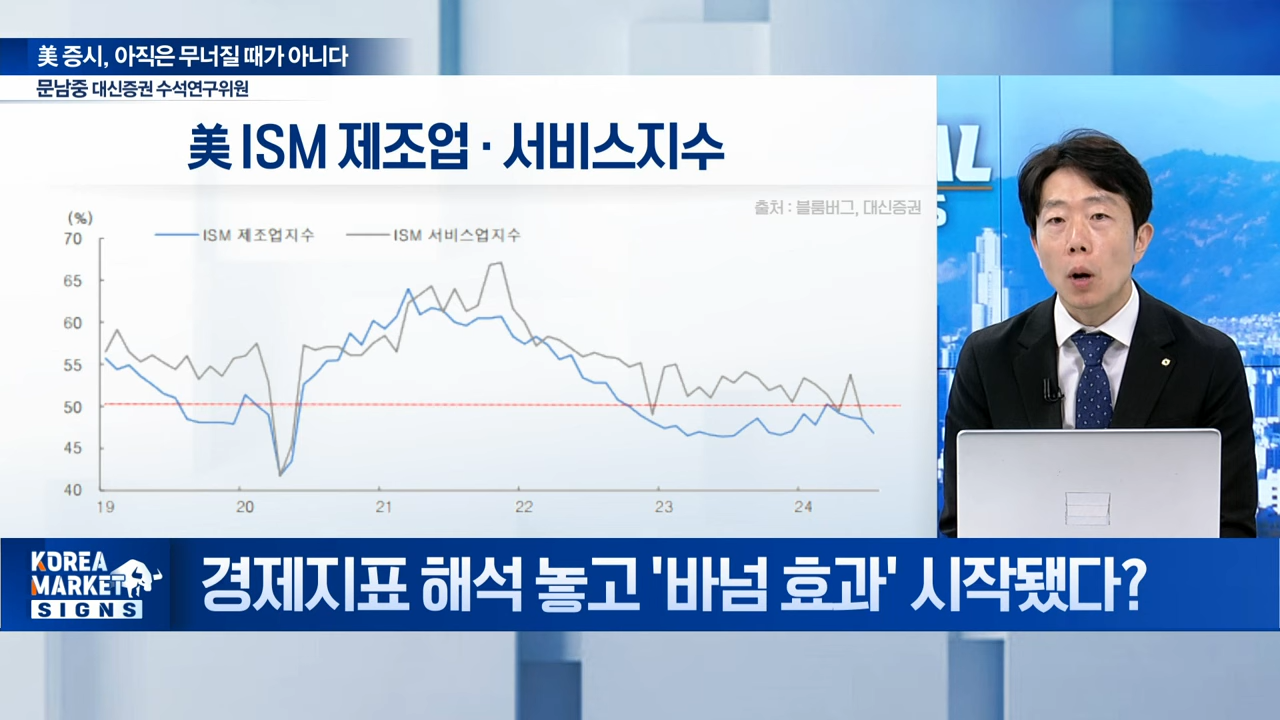 美 증시, 아직은 무너질 때가 아니다
문남중 대신증권 수석연구위원
美 ISM 제조업·서비스지수
출처 : 블룸버그, 대신증권
(%)
ISM 제조업지수 ISM 서비스업지수
70
65
60
55
50
45
40
19 20 21 22 23 24
AL
S
KOREA
MARKET
SIGNS
경제지표 해석 놓고 '바넘 효과' 시작됐다?